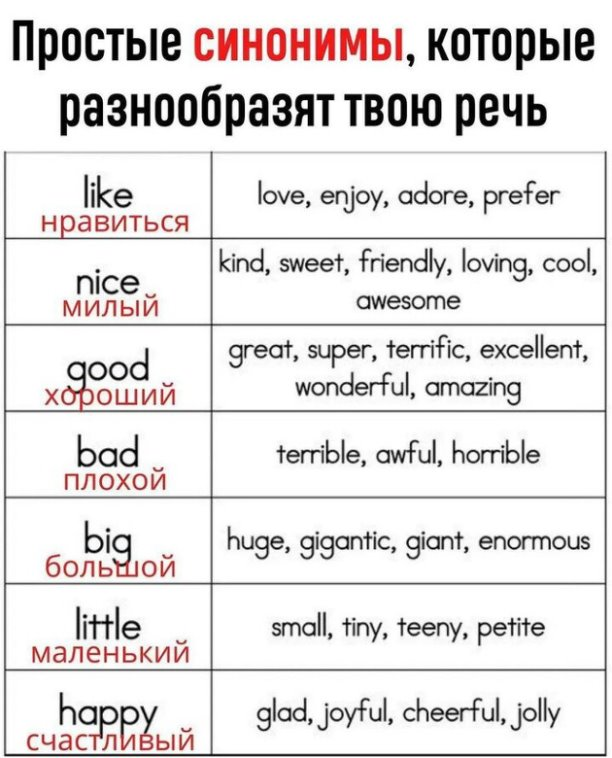 Простые синонимы, которые
разнообразят твою речь
like
нравиться
love, enjoy, adore, prefer
nice
милый
kind, sweet, friendly, loving, cool,
awesome
good
хороший
great, super, terrific, excellent,
wonderful, amazing
bad
плохой
terrible, awful, horrible
big
большой
huge, gigantic, giant, enormous
little
маленький
small, tiny, teeny, petite
happy
счастливый
glad, joyful, cheerful, jolly